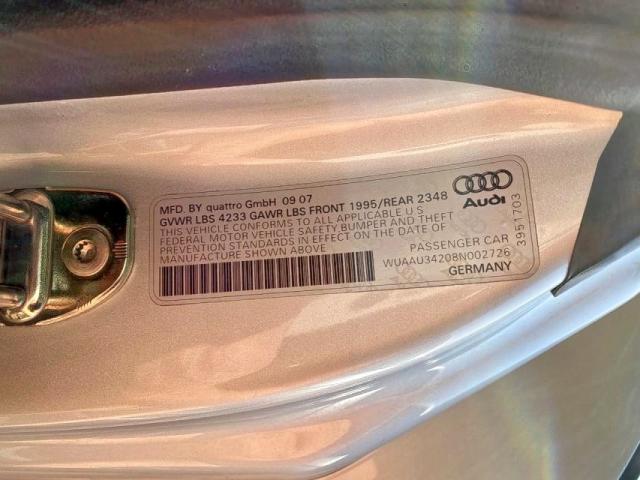 MFD. BY quattro GmbH 09 07
GVWR LBS 4233 GAWR LBS FRONT 1995/REAR 2348
THIS VEHICLE CONFORMS TO ALL APPLICABLE U.S.
FEDERAL MOTOR VEHICLE SAFETY,BUMPER AND THEFT
PREVENTION STANDARDS IN EFFECT ON THE DATE OF
MANUFACTURE SHOWN ABOVE
PASSENGER CAR
WUAAU34208N002726
GERMANY
Audi
3951703